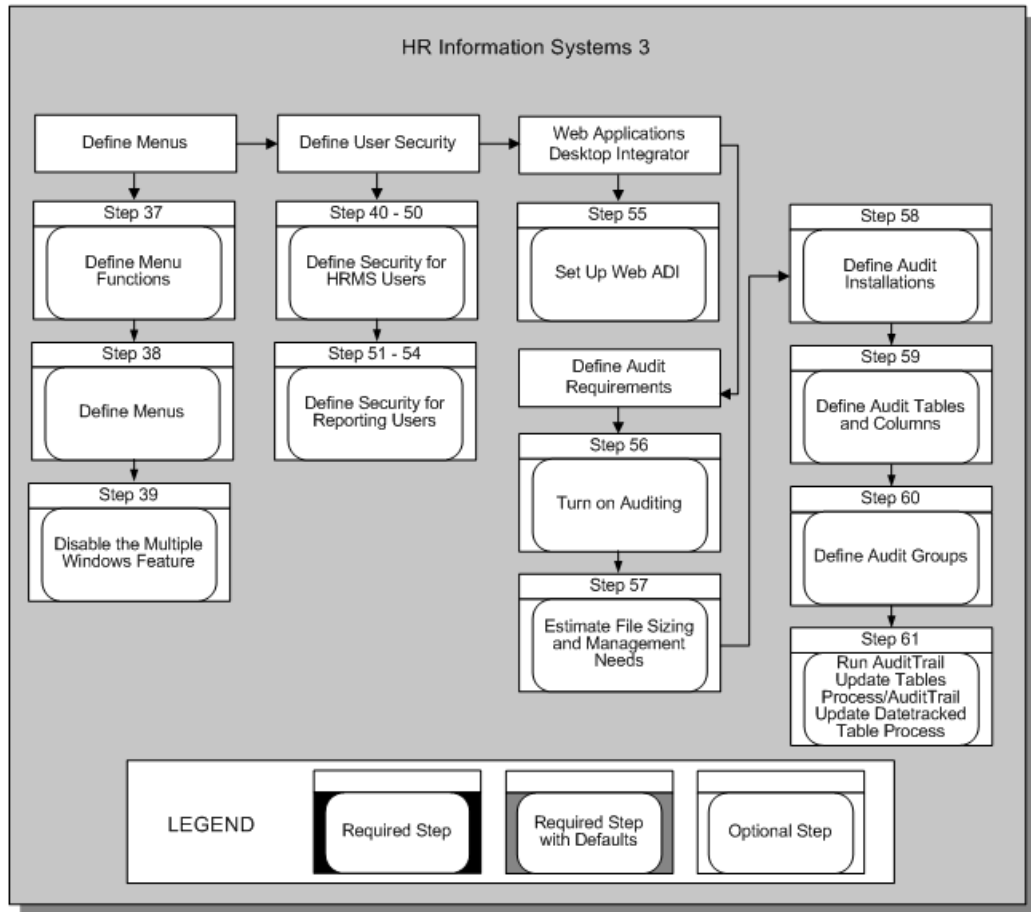 HR Information Systems 3
Define Menus
Define User Security
Web Applications
Desktop Integrator
Step 37
Define Menu
Functions
Step 38
Define Menus
Step 39
Disable the Multiple
Windows Feature
Step 40 - 50
Define Security for
HRMS Users
Step 51 - 54
Define Security for
Reporting Users
Step 55
Set Up Web ADI
Define Audit
Requirements
Step 56
Turn on Auditing
Step 57
Estimate File Sizing
and Management
Needs
Step 58
Define Audit
Installations
Step 59
Define Audit Tables
and Columns
Step 60
Define Audit Groups
Step 61
Run AuditTrail
Update Tables
Process/AuditTrail
Update Datetracked
Table Process
LEGEND
Required Step
Required Step
with Defaults
Optional Step